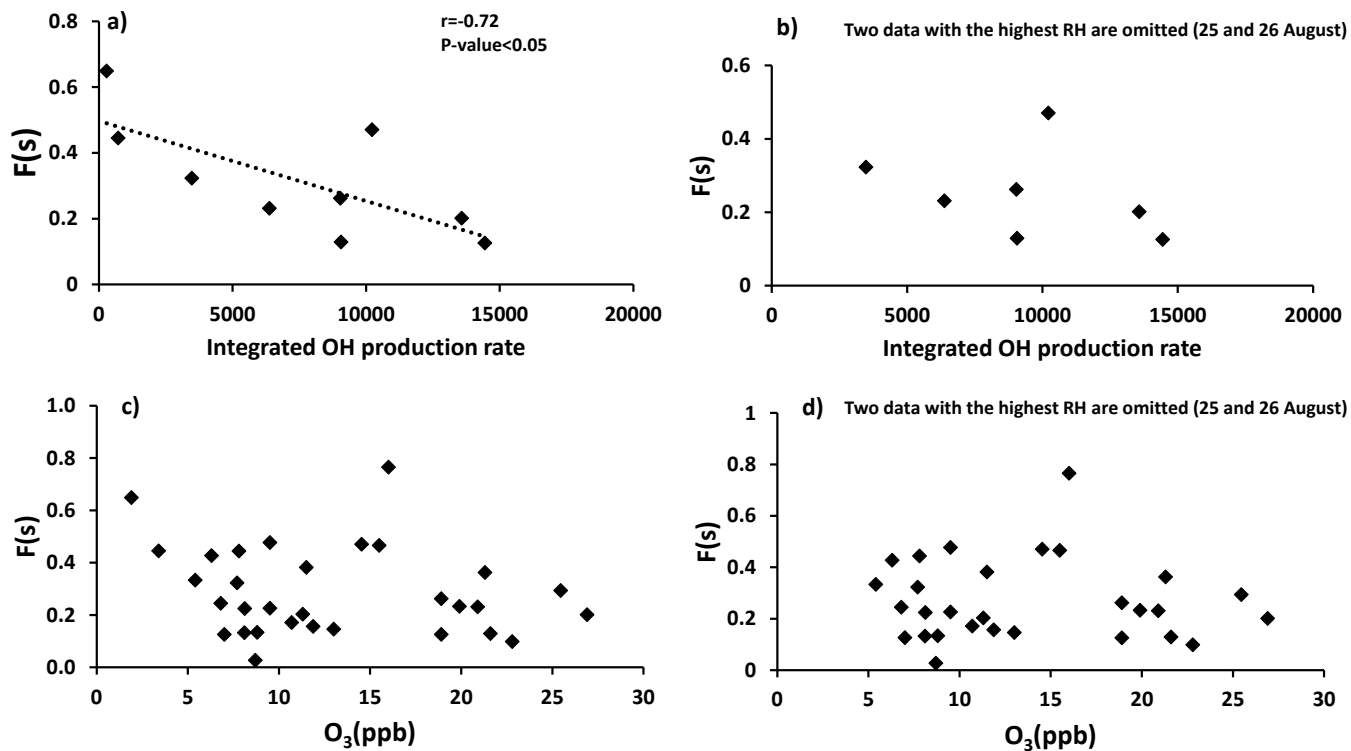 a)
r=-0.72
P-value<0.05
0.8
0.6
0.4
0.2
0
F(s)
0 5000 10000 15000 20000
Integrated OH production rate
b) Two data with the highest RH are omitted (25 and 26 August)
0.6
0.4
0.2
0
F(s)
0 5000 10000 15000 20000
Integrated OH production rate
c)
1.0
0.8
0.6
0.4
0.2
0.0
F(s)
0 5 10 15 20 25 30
O3(ppb)
d) Two data with the highest RH are omitted (25 and 26 August)
1
0.8
0.6
0.4
0.2
0
F(s)
0 5 10 15 20 25 30
O3(ppb)